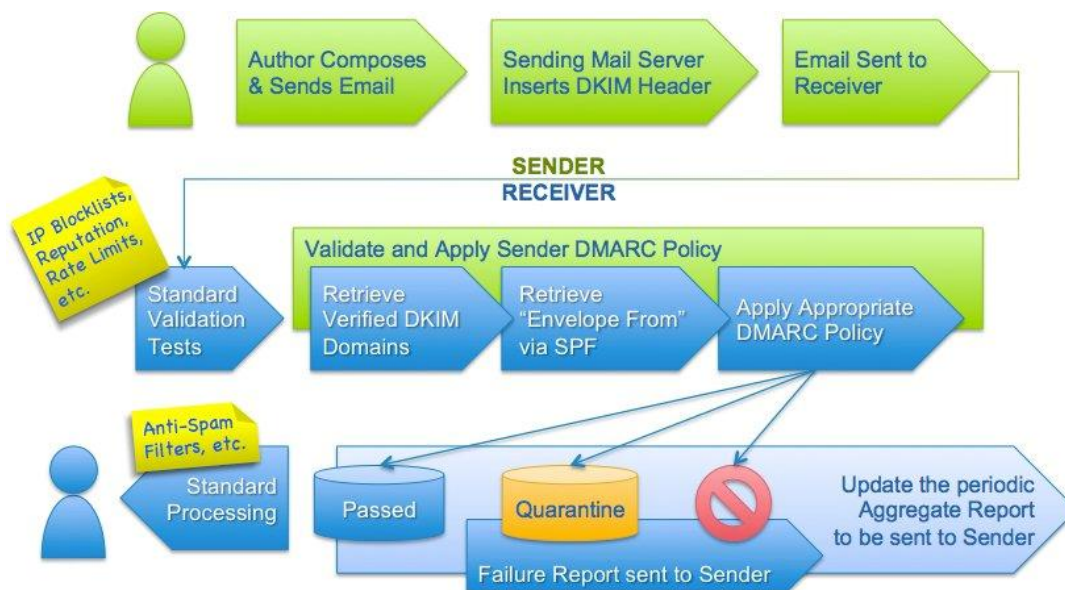 Author Composes
& Sends Email
Sending Mail Server
Inserts DKIM Header
Email Sent to
Receiver
SENDER
RECEIVER
IP Blocklists,
Reputation,
Rate Limits,
etc.
Validate and Apply Sender DMARC Policy
Standard
Validation
Tests
Retrieve
Verified DKIM
Domains
Retrieve
“Envelope From”
via SPF
Apply Appropriate
DMARC Policy
Anti-Spam
Filters, etc.
Standard
Processing
Passed
Quarantine
Update the periodic
Aggregate Report
to be sent to Sender
Failure Report sent to Sender